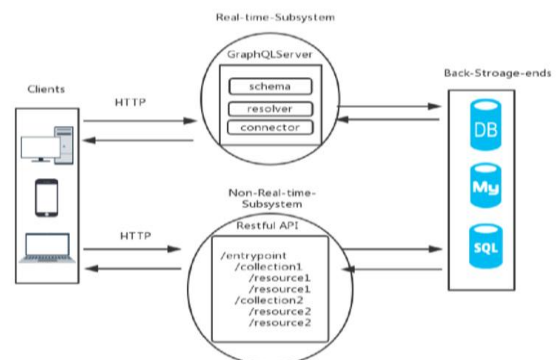 Real-time-Subsystem
GraphQLServer
schema
resolver
connector
Clients
HTTP
Back-Stroage-ends
DB
My
SQL
Non-Real-time-
Subsystem
HTTP
Restful API
/entrypoint
/collection1
/resource1
/resource1
/collection2
/resource2
/resource2